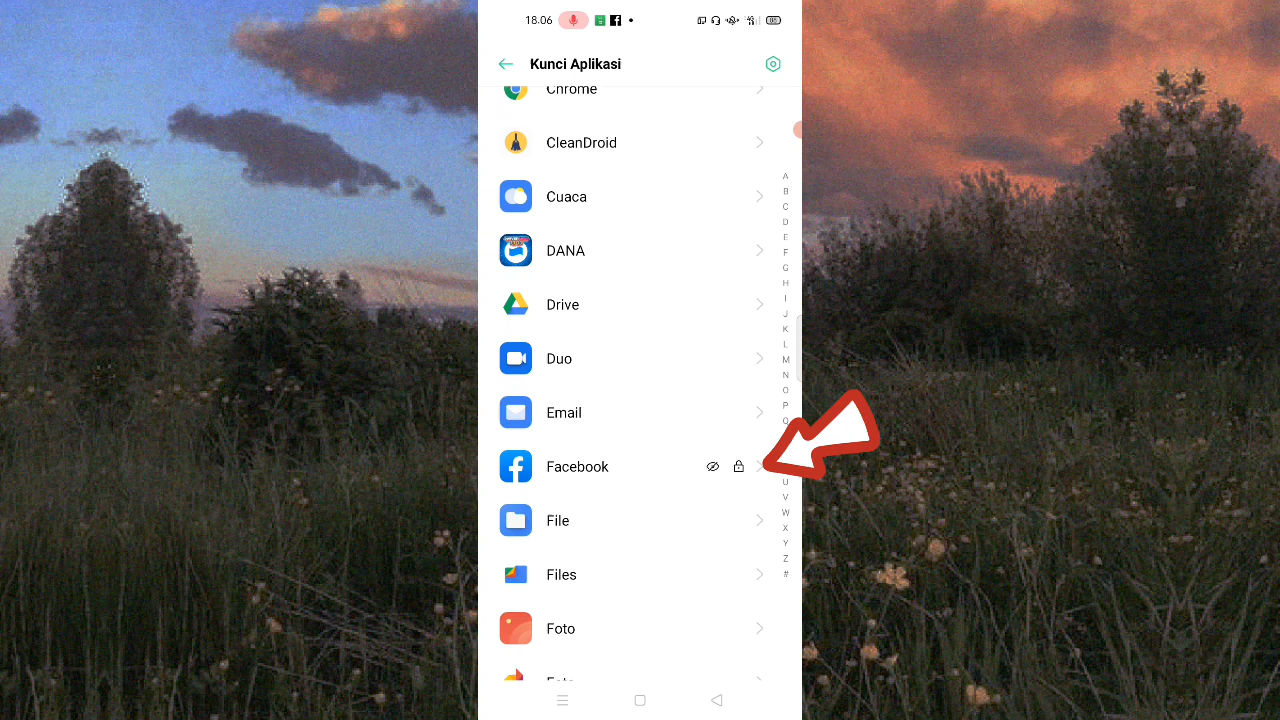 18.06
Kunci Aplikasi
Chrome
CleanDroid
Cuaca
DANA
Drive
Duo
Email
Facebook
File
Files
Foto
A
B
C
D
E
F
G
H
I
J
K
L
M
N
O
P
Q
U
V
W
X
Y
Z
#